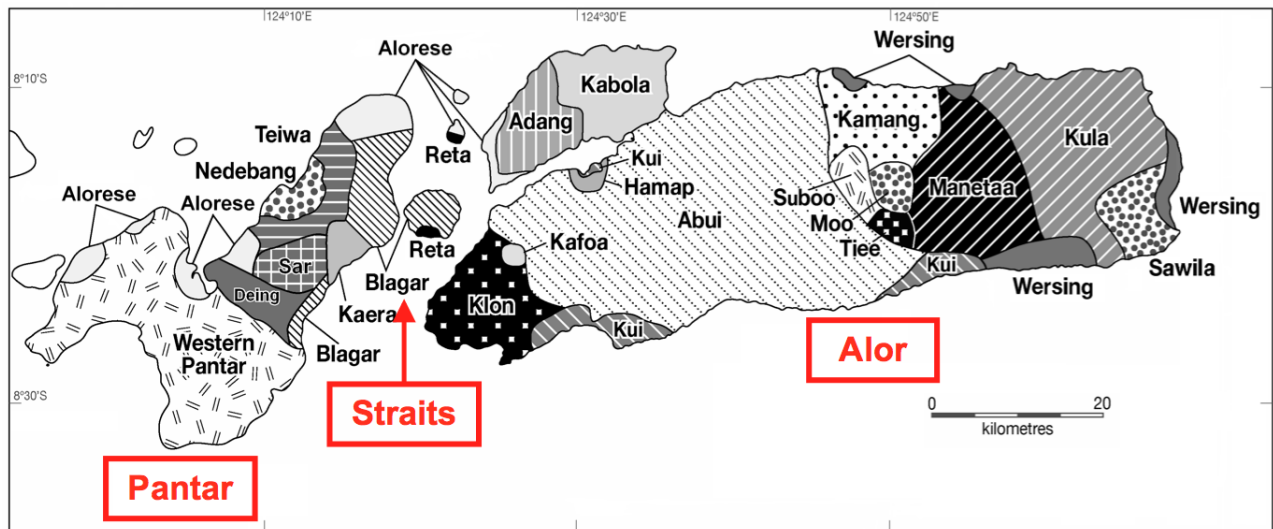 124°10'E
124°30'E
124°50'E
8°10'S
Alorese
Wersing
Kabola
Adang
Kamang
Kula
Teiwa
Reta
Kui
Nedebang
Hamap
Suboo
Manetaa
Alorese
Alorese
Abui
Moo
Wersing
Reta
Tiee
Kafoa
Sar
Kui
Sawila
Blagar
Wersing
Deing
Kaera
Klon
Kui
Western
Pantar
Blagar
Alor
8°30'S
Straits
0 20
kilometres
Pantar